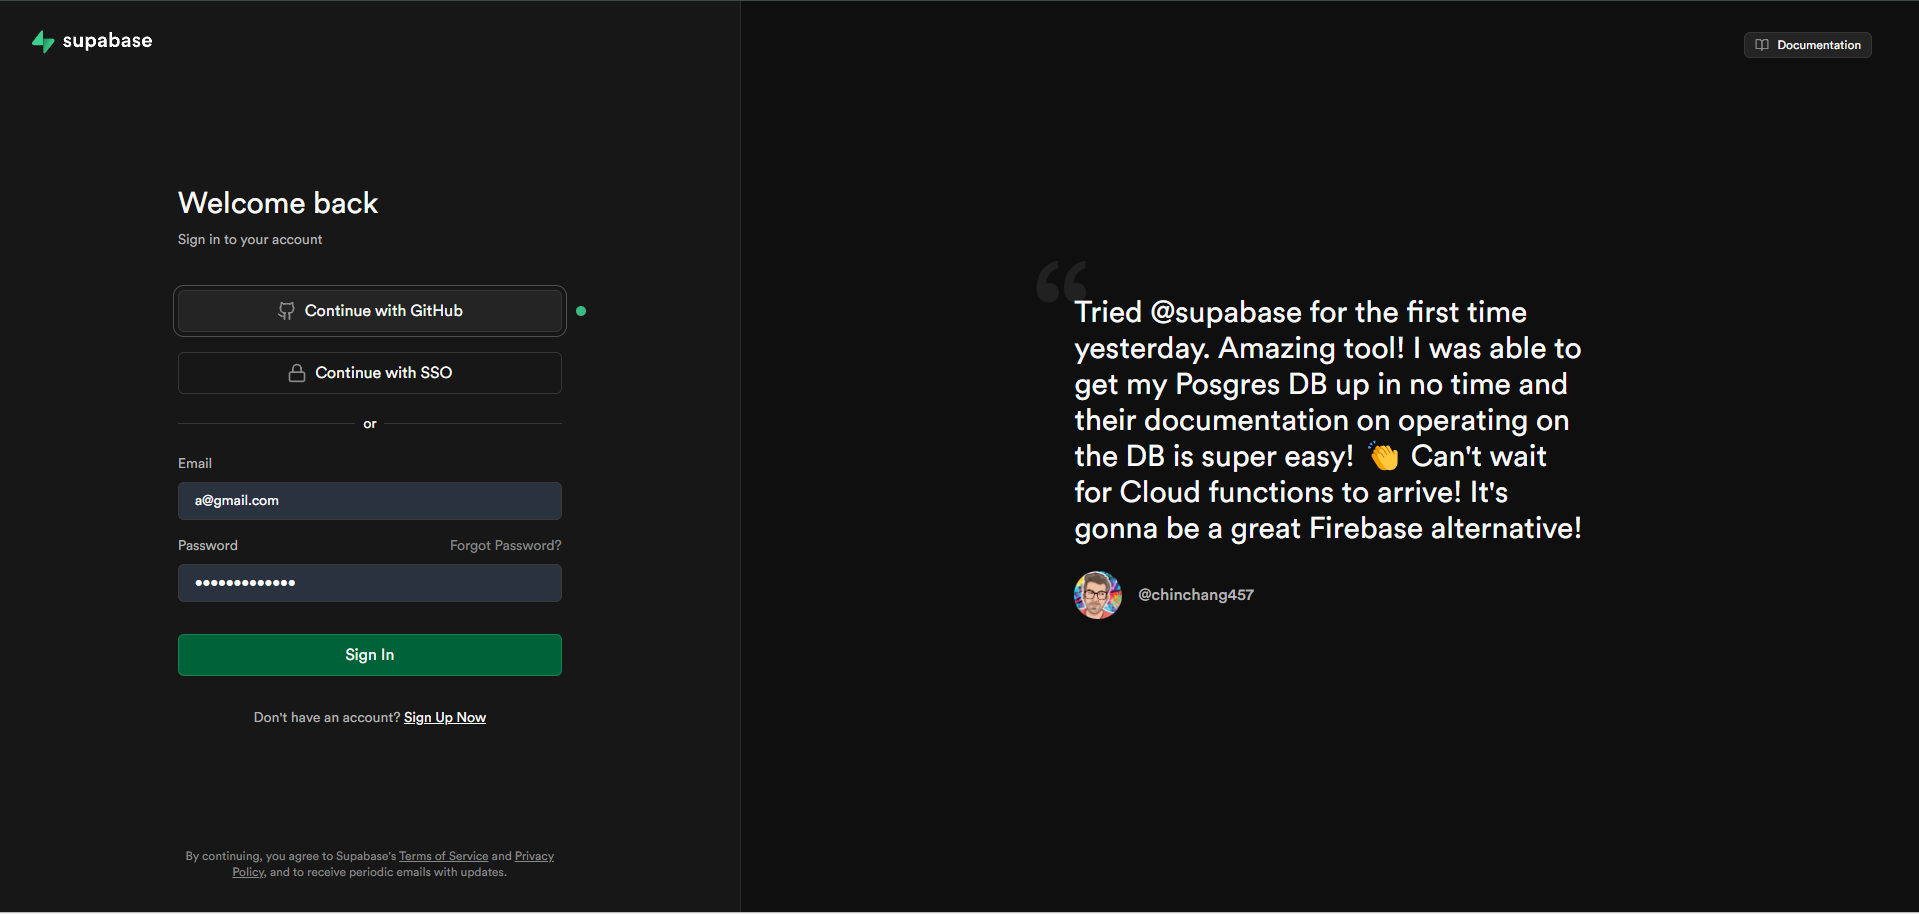 supabase
Documentation
Welcome back
Sign in to your account
Continue with GitHub
Continue with SSO
or
Email
a@gmail.com
Password
Forgot Password?
•••••••••••••
Sign In
Don't have an account? Sign Up Now
By continuing, you agree to Supabase's Terms of Service and Privacy
Policy, and to receive periodic emails with updates.
“
Tried @supabase for the first time
yesterday. Amazing tool! I was able to
get my Posgres DB up in no time and
their documentation on operating on
the DB is super easy! 👏 Can't wait
for Cloud functions to arrive! It's
gonna be a great Firebase alternative!
@chinchang457